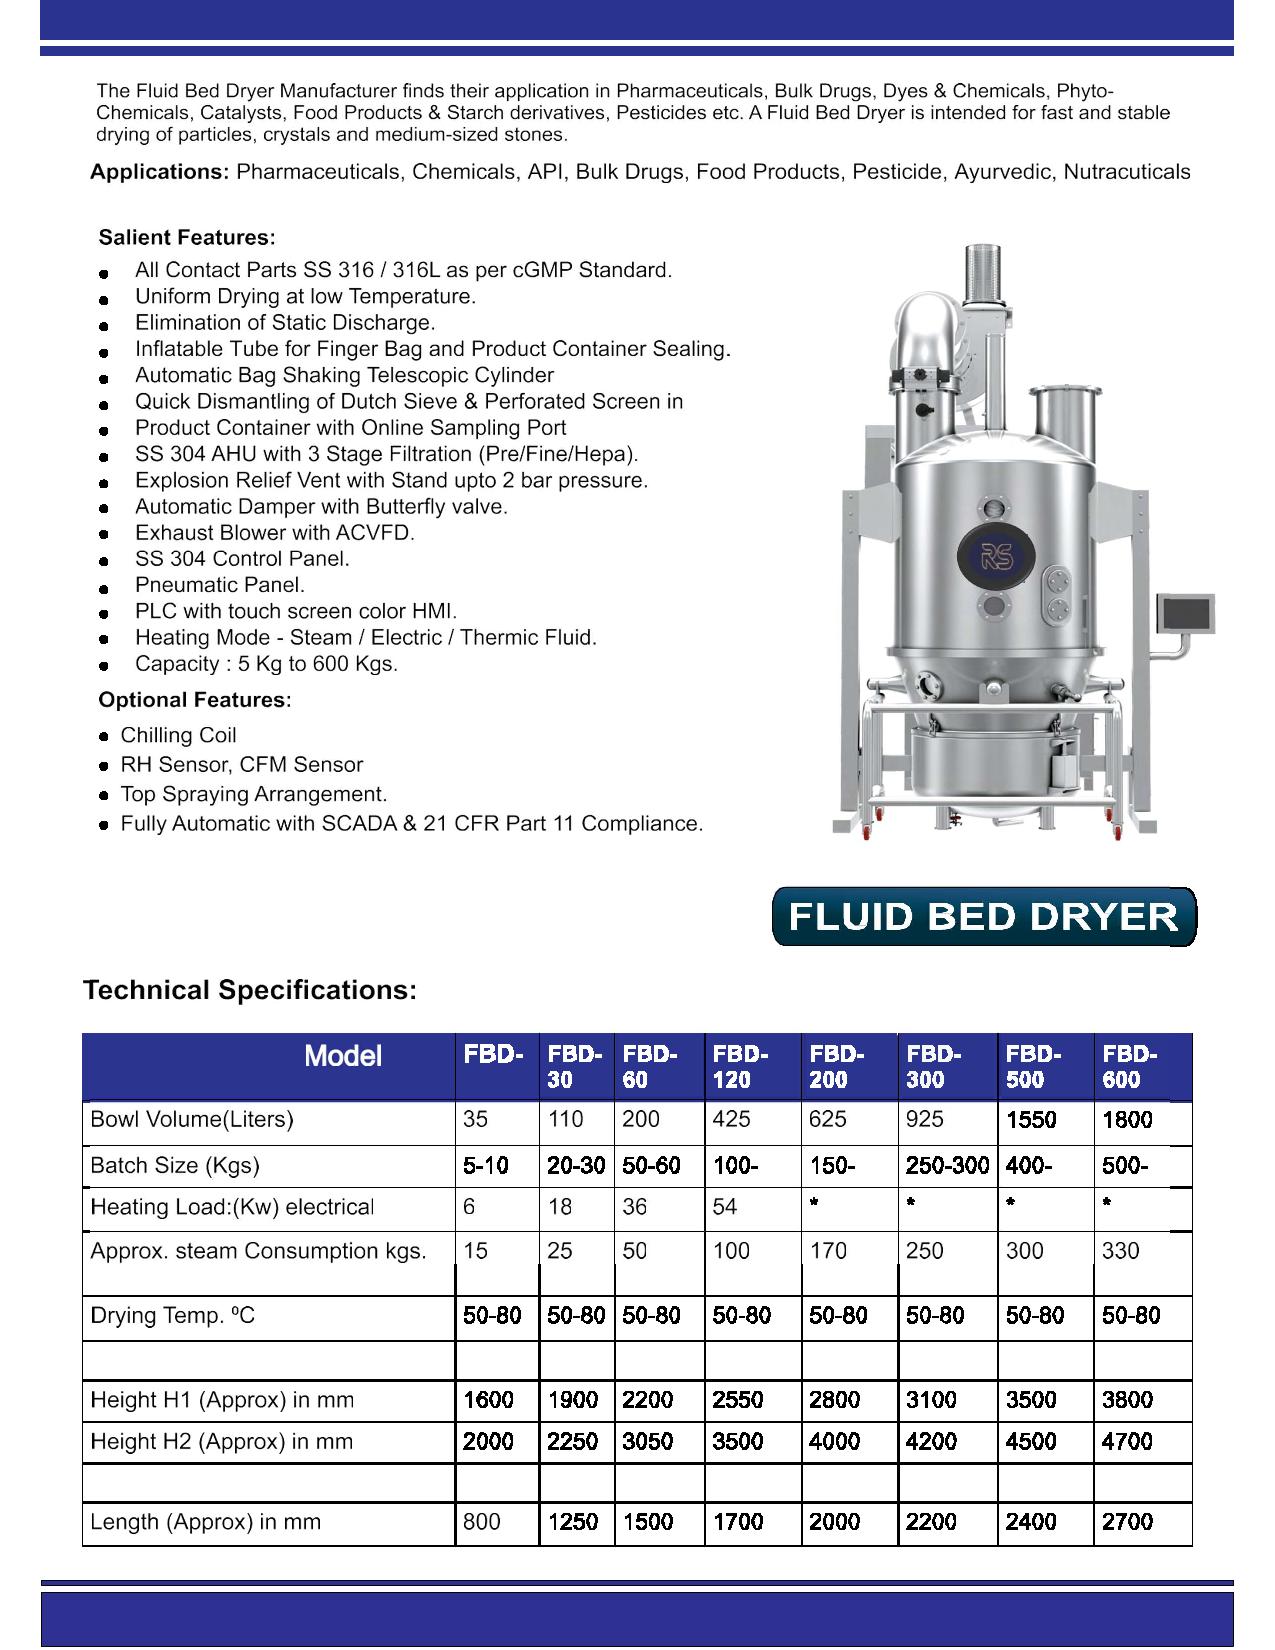 The Fluid Bed Dryer Manufacturer finds their application in Pharmaceuticals, Bulk Drugs, Dyes & Chemicals, Phyto-
Chemicals, Catalysts, Food Products & Starch derivatives, Pesticides etc. A Fluid Bed Dryer is intended for fast and stable
drying of particles, crystals and medium-sized stones.
Applications: Pharmaceuticals, Chemicals, API, Bulk Drugs, Food Products, Pesticide, Ayurvedic, Nutracuticals
Salient Features:
• All Contact Parts SS 316 / 316L as per cGMP Standard.
• Uniform Drying at low Temperature.
• Elimination of Static Discharge.
• Inflatable Tube for Finger Bag and Product Container Sealing.
• Automatic Bag Shaking Telescopic Cylinder
• Quick Dismantling of Dutch Sieve & Perforated Screen in
• Product Container with Online Sampling Port
• SS 304 AHU with 3 Stage Filtration (Pre/Fine/Hepa).
• Explosion Relief Vent with Stand upto 2 bar pressure.
• Automatic Damper with Butterfly valve.
• Exhaust Blower with ACVFD.
• SS 304 Control Panel.
• Pneumatic Panel.
• PLC with touch screen color HMI.
• Heating Mode - Steam / Electric / Thermic Fluid.
• Capacity : 5 Kg to 600 Kgs.
Optional Features:
• Chilling Coil
• RH Sensor, CFM Sensor
• Top Spraying Arrangement.
• Fully Automatic with SCADA & 21 CFR Part 11 Compliance.
RS
FLUID BED DRYER
Technical Specifications:
Model FBD- FBD-30 FBD-60 FBD-120 FBD-200 FBD-300 FBD-500 FBD-600
Bowl Volume(Liters) 35 110 200 425 625 925 1550 1800
Batch Size (Kgs) 5-10 20-30 50-60 100- 150- 250-300 400- 500-
Heating Load:(Kw) electrical 6 18 36 54 * * * *
Approx. steam Consumption kgs. 15 25 50 100 170 250 300 330
Drying Temp. ⁰C 50-80 50-80 50-80 50-80 50-80 50-80 50-80 50-80
Height H1 (Approx) in mm 1600 1900 2200 2550 2800 3100 3500 3800
Height H2 (Approx) in mm 2000 2250 3050 3500 4000 4200 4500 4700
Length (Approx) in mm 800 1250 1500 1700 2000 2200 2400 2700